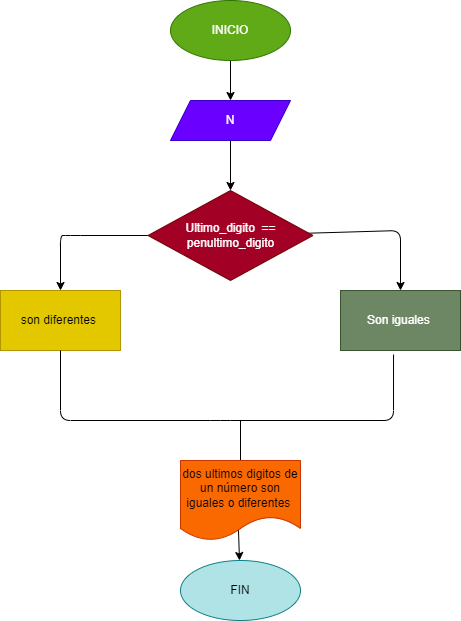 INICIO
N
Ultimo_digito ==
penultimo_digito
son diferentes
Son iguales
dos ultimos digitos de
un número son
iguales o diferentes
FIN